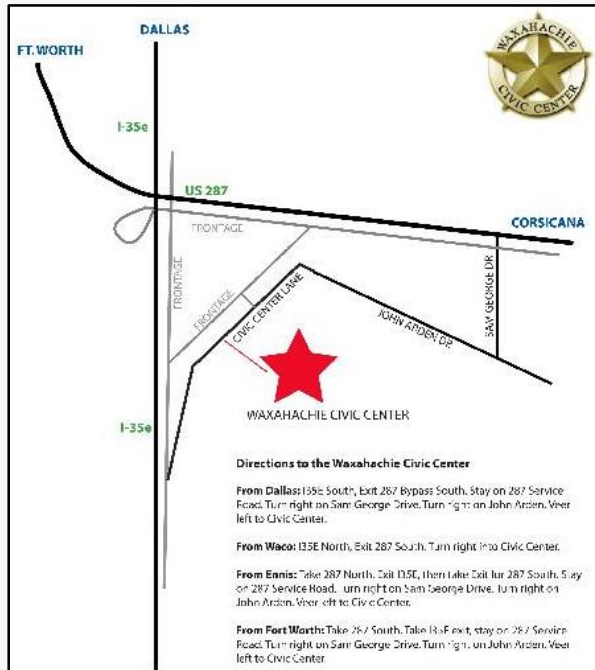 DALLAS
FT. WORTH
WAXAHACHIE
CIVIC CENTER
I-35e
US 287
CORSICANA
FRONTAGE
FRONTAGE
FRONTAGE
CIVIC CENTER LANE
JOHN ARDEN DR.
SAM GEORGE DR
WAXAHACHIE CIVIC CENTER
I-35e
Directions to the Waxahachie Civic Center
From Dallas: I35E South, Exit 287 Bypass South. Stay on 287 Service
Road. Turn right on Sam George Drive. Turn right on John Arden. Veer
left to Civic Center.
From Waco: I35E North, Exit 287 South. Turn right into Civic Center.
From Ennis: Take 287 North. Exit I35E, then take Exit for 287 South. Stay
on 287 Service Road. Turn right on Sam George Drive. Turn right on
John Arden. Veer left to Civic Center.
From Fort Worth: Take 287 South. Take I35E exit, stay on 287 Service
Road. Turn right on Sam George Drive. Turn right on John Arden. Veer
left to Civic Center